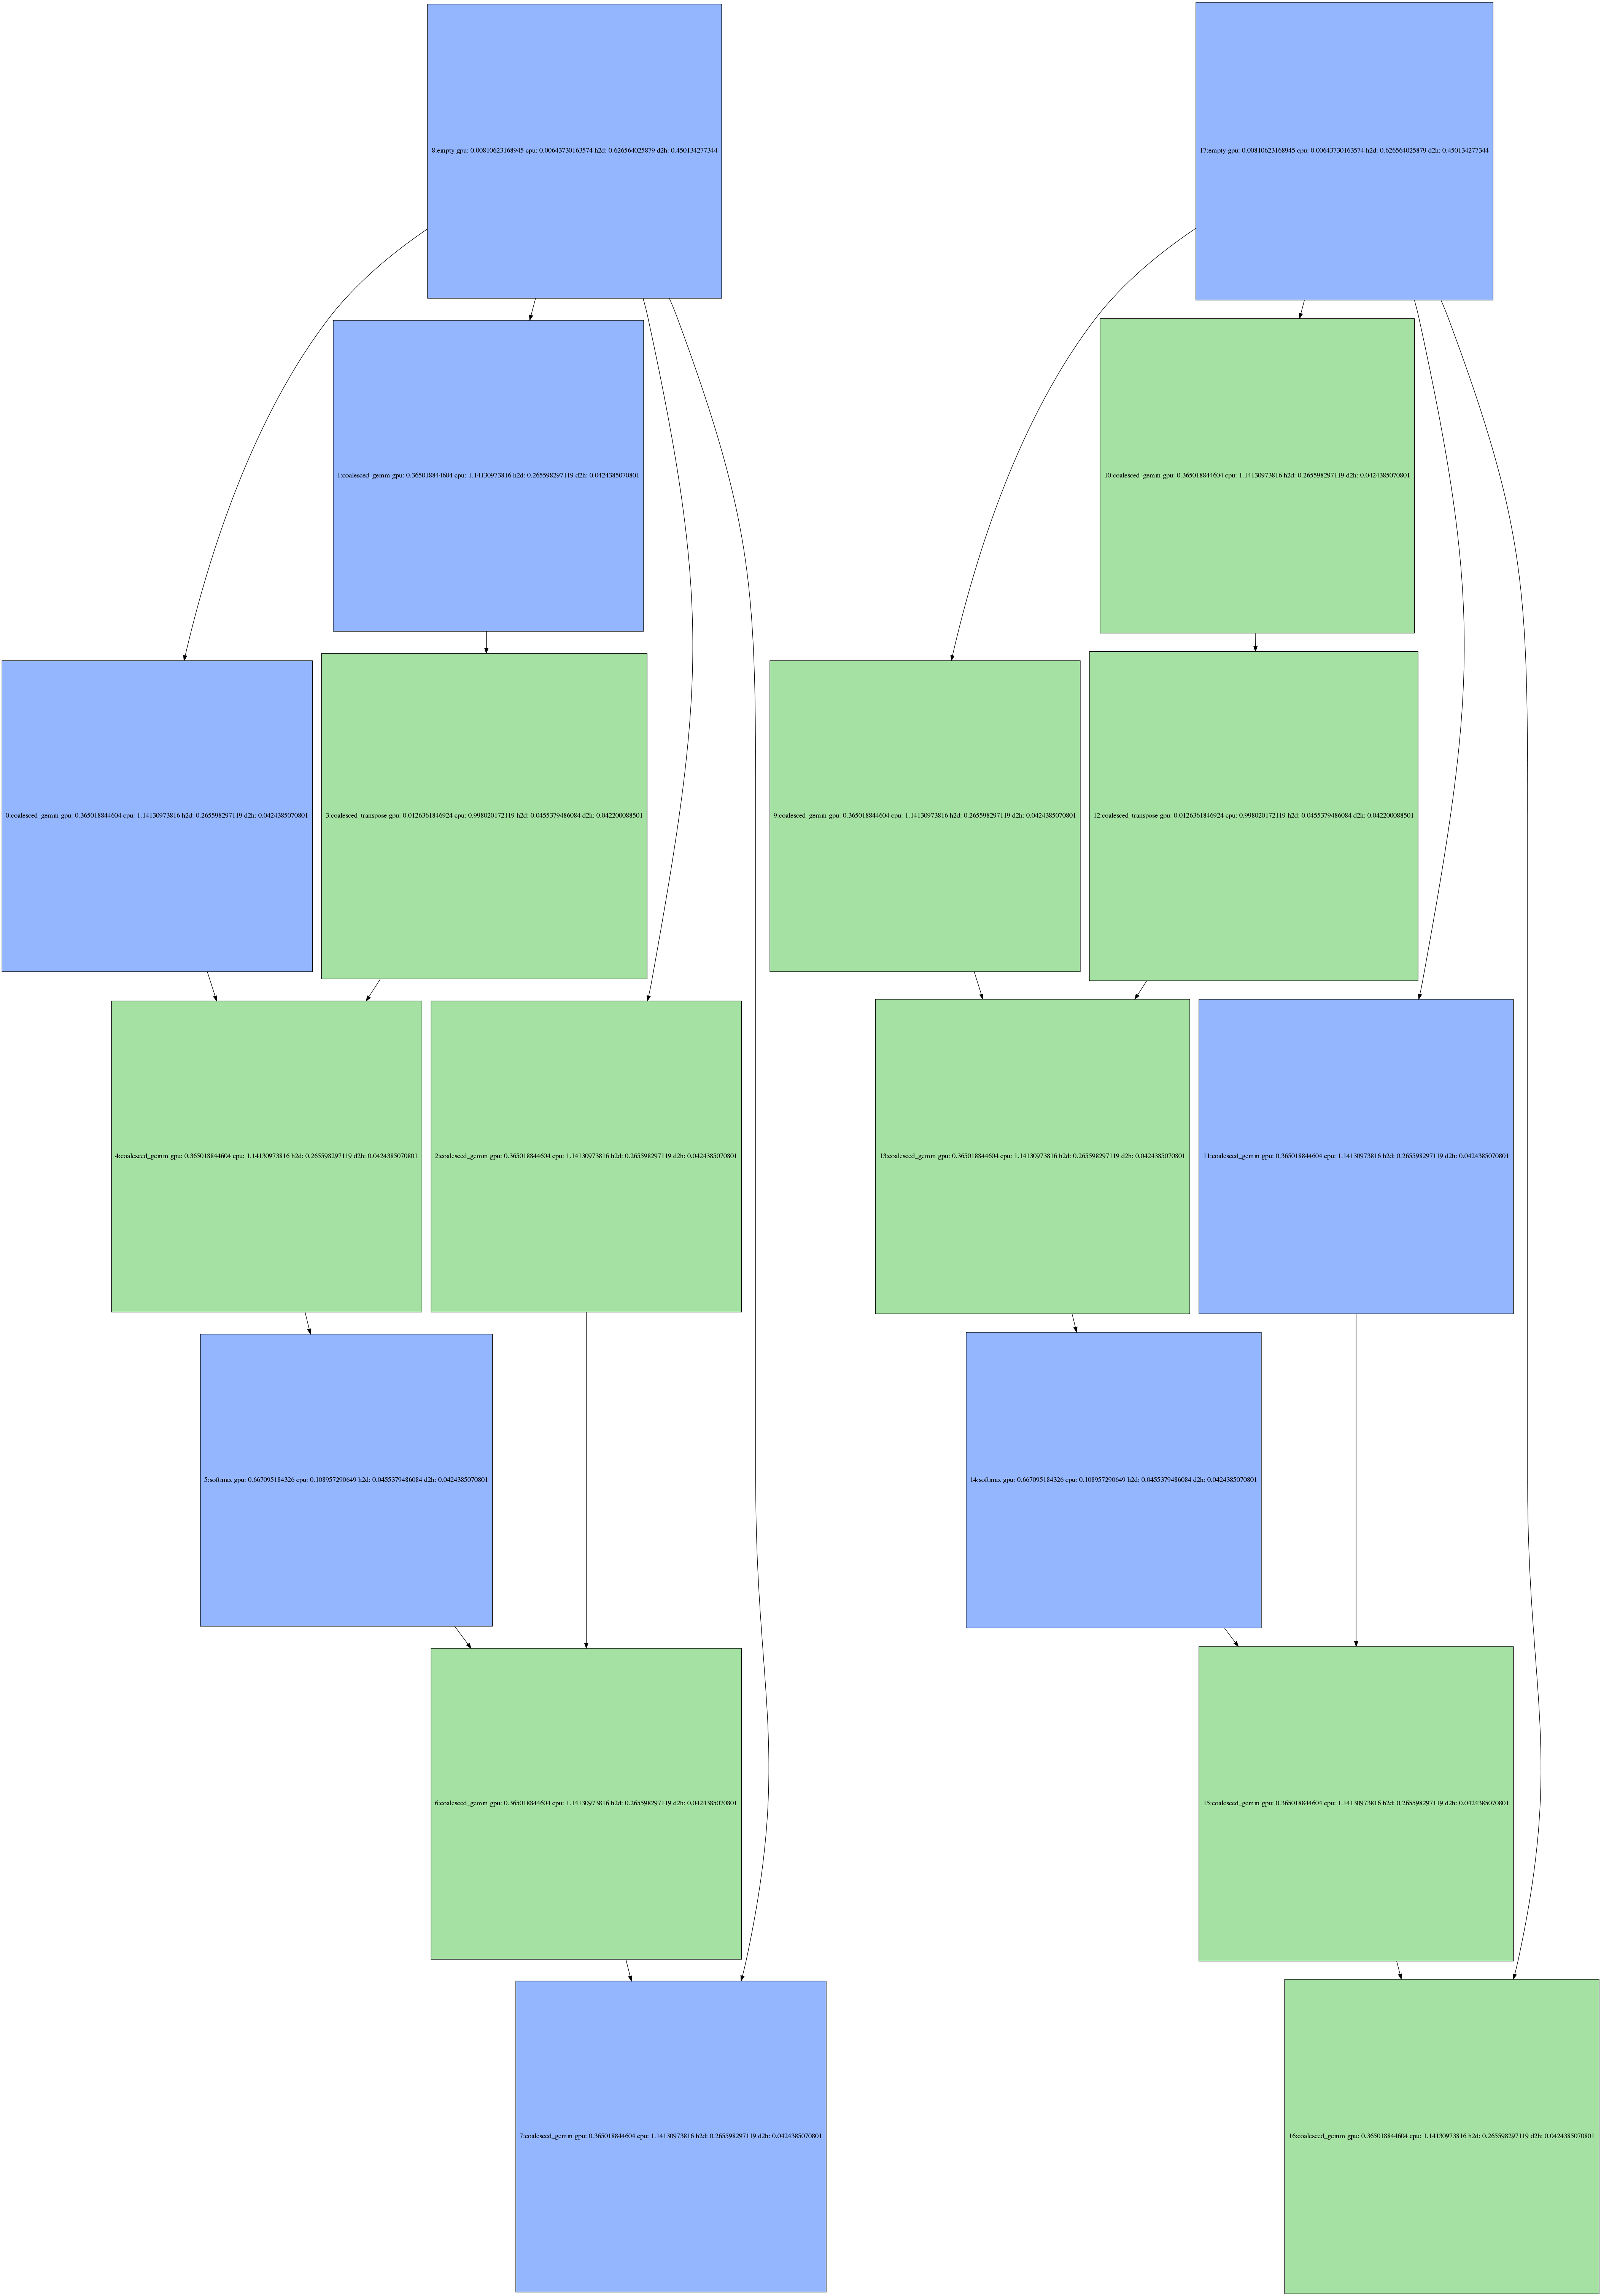 8:empty gpu: 0.00810623168945 cpu: 0.00643730163574 h2d: 0.626564025879 d2h: 0.450134277344
17:empty gpu: 0.00810623168945 cpu: 0.00643730163574 h2d: 0.626564025879 d2h: 0.450134277344
1:coalesced_gemm gpu: 0.365018844604 cpu: 1.14130973816 h2d: 0.265598297119 d2h: 0.0424385070801
10:coalesced_gemm gpu: 0.365018844604 cpu: 1.14130973816 h2d: 0.265598297119 d2h: 0.0424385070801
0:coalesced_gemm gpu: 0.365018844604 cpu: 1.14130973816 h2d: 0.265598297119 d2h: 0.0424385070801
3:coalesced_transpose gpu: 0.0126361846924 cpu: 0.998020172119 h2d: 0.0455379486084 d2h: 0.042200088501
9:coalesced_gemm gpu: 0.365018844604 cpu: 1.14130973816 h2d: 0.265598297119 d2h: 0.0424385070801
12:coalesced_transpose gpu: 0.0126361846924 cpu: 0.998020172119 h2d: 0.0455379486084 d2h: 0.042200088501
4:coalesced_gemm gpu: 0.365018844604 cpu: 1.14130973816 h2d: 0.265598297119 d2h: 0.0424385070801
2:coalesced_gemm gpu: 0.365018844604 cpu: 1.14130973816 h2d: 0.265598297119 d2h: 0.0424385070801
13:coalesced_gemm gpu: 0.365018844604 cpu: 1.14130973816 h2d: 0.265598297119 d2h: 0.0424385070801
11:coalesced_gemm gpu: 0.365018844604 cpu: 1.14130973816 h2d: 0.265598297119 d2h: 0.0424385070801
5:softmax gpu: 0.667095184326 cpu: 0.108957290649 h2d: 0.0455379486084 d2h: 0.0424385070801
14:softmax gpu: 0.667095184326 cpu: 0.108957290649 h2d: 0.0455379486084 d2h: 0.0424385070801
6:coalesced_gemm gpu: 0.365018844604 cpu: 1.14130973816 h2d: 0.265598297119 d2h: 0.0424385070801
15:coalesced_gemm gpu: 0.365018844604 cpu: 1.14130973816 h2d: 0.265598297119 d2h: 0.0424385070801
7:coalesced_gemm gpu: 0.365018844604 cpu: 1.14130973816 h2d: 0.265598297119 d2h: 0.0424385070801
16:coalesced_gemm gpu: 0.365018844604 cpu: 1.14130973816 h2d: 0.265598297119 d2h: 0.0424385070801